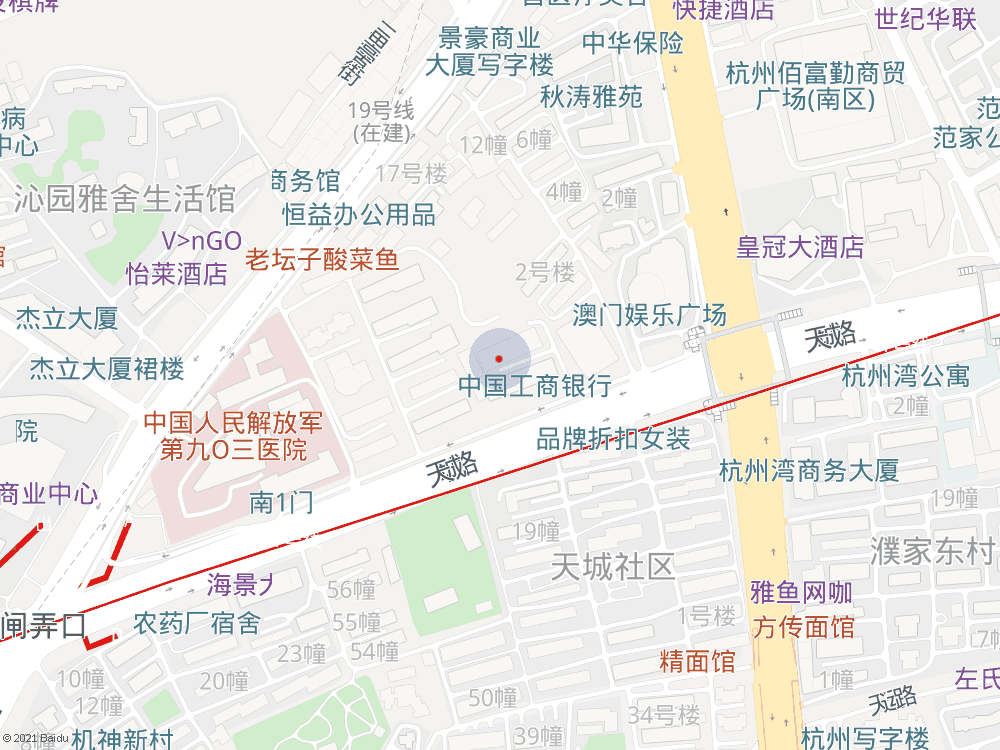 棋牌
快捷酒店
世纪华联
三里亭街
景豪商业
大厦写字楼
中华保险
杭州佰富勤商贸
广场(南区)
秋涛雅苑
19号线
(在建)
范
范家公
病
中心
12幢
6幢
17号楼
商务馆
4幢
2幢
沁园雅舍生活馆
恒益办公用品
V>nGO
怡莱酒店
老坛子酸菜鱼
馆
2号楼
皇冠大酒店
杰立大厦
澳门娱乐广场
天城路
杰立大厦裙楼
中国工商银行
杭州湾公寓
2幢
中国人民解放军
第九O三医院
院
品牌折扣女装
天城路
杭州湾商务大厦
商业中心
南1门
19幢
19幢
天城社区
濮家东村
海景大
56幢
雅鱼网咖
闸弄口
农药厂宿舍
55幢
1号楼
方传面馆
7幢
23幢
54幢
精面馆
10幢
20幢
1幢
左氏
12幢
50幢
天运路
34号楼
机神新村
39幢
杭州写字楼
© 2021 Baidu